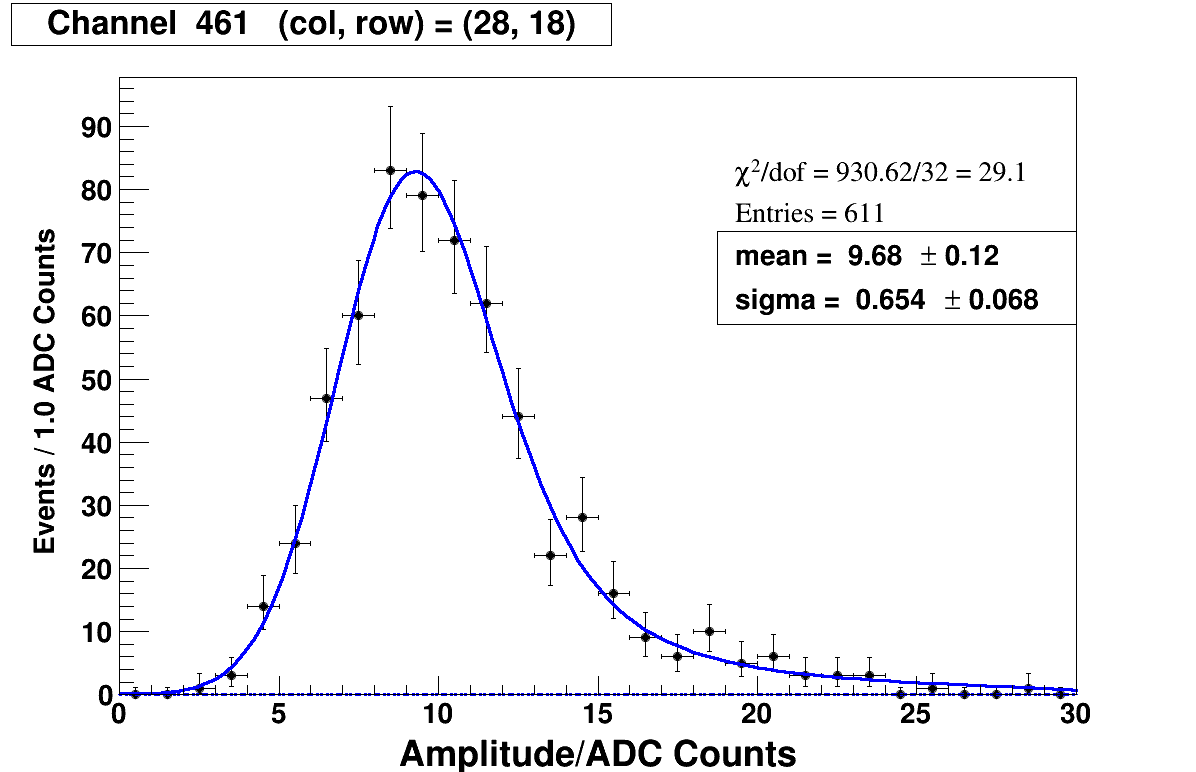 Channel 461 (col, row) = (28, 18)
χ²/dof = 930.62/32 = 29.1
Entries = 611
mean = 9.68 ± 0.12
sigma = 0.654 ± 0.068
Events / 1.0 ADC Counts
90
80
70
60
50
40
30
20
10
0
0 5 10 15 20 25 30
Amplitude/ADC Counts